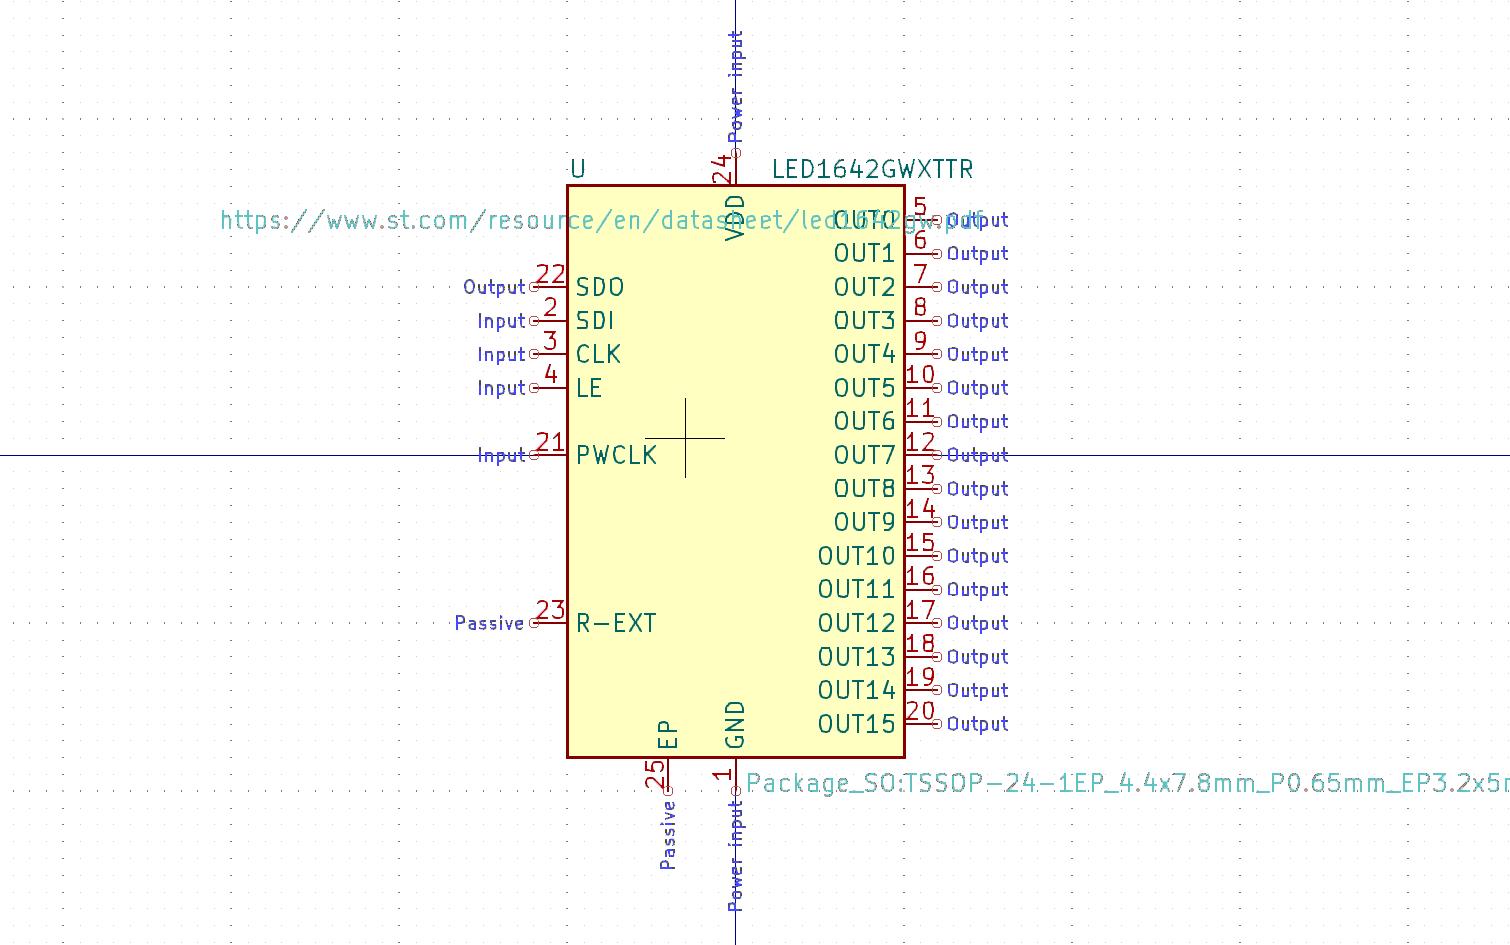 Power input
24
U
LED1642GWXTTR
VDD
https://www.st.com/resource/en/datasheet/led1642gw.pdf
OUT0 5 Output
OUT1 6 Output
Output 22 SDO
OUT2 7 Output
Input 2 SDI
OUT3 8 Output
Input 3 CLK
OUT4 9 Output
Input 4 LE
OUT5 10 Output
OUT6 11 Output
Input 21 PWCLK
OUT7 12 Output
OUT8 13 Output
OUT9 14 Output
OUT10 15 Output
OUT11 16 Output
Passive 23 R-EXT
OUT12 17 Output
OUT13 18 Output
OUT14 19 Output
OUT15 20 Output
EP
GND
25
1
Package_SO:TSSOP-24-1EP_4.4x7.8mm_P0.65mm_EP3.2x5m
Passive
Power input